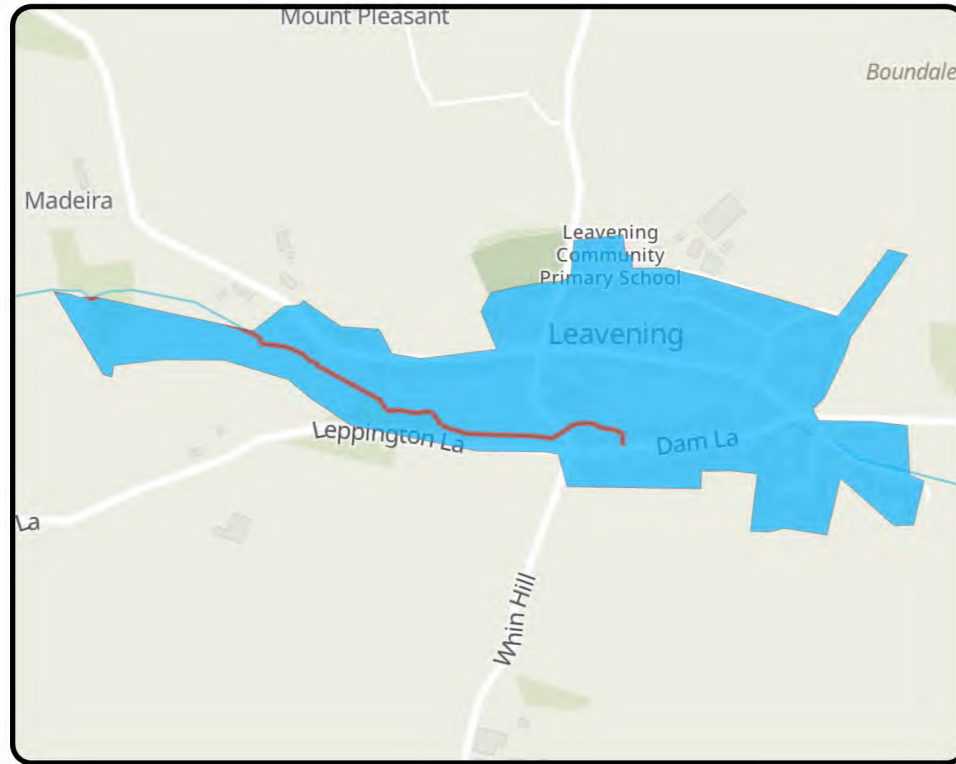 Mount Pleasant
Boundale
Madeira
Leavening
Community
Primary School
Leavening
Leppington La
Dam La
La
Whin Hill